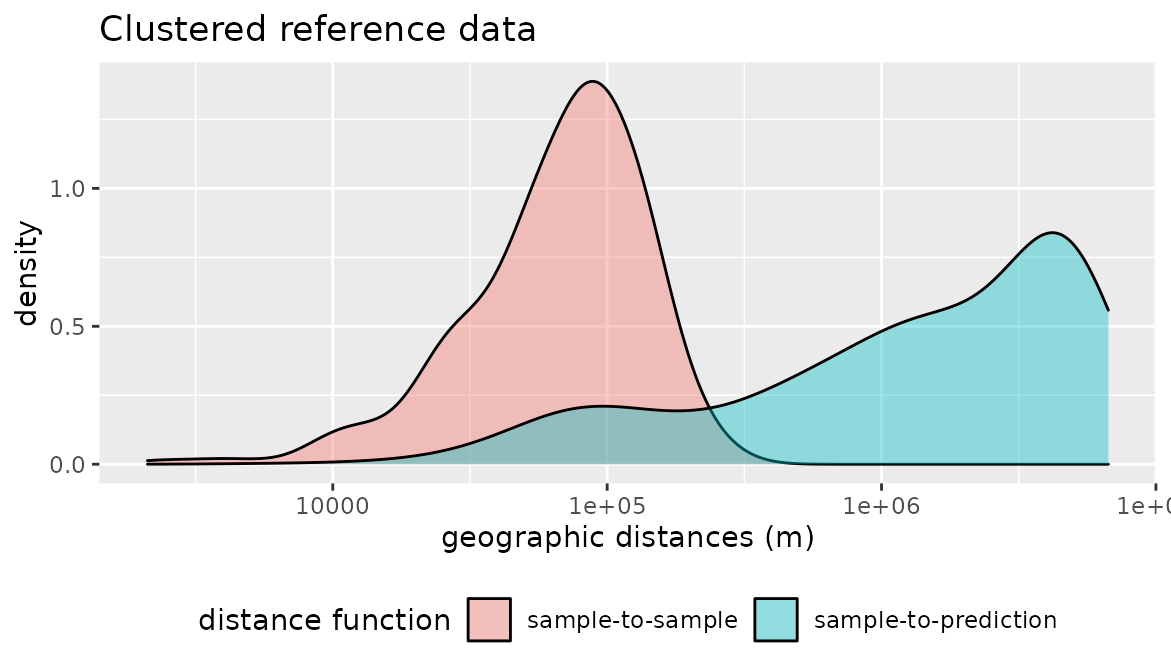 Clustered reference data
density
1.0
0.5
0.0
10000 1e+05 1e+06
geographic distances (m)
distance function sample-to-sample sample-to-prediction